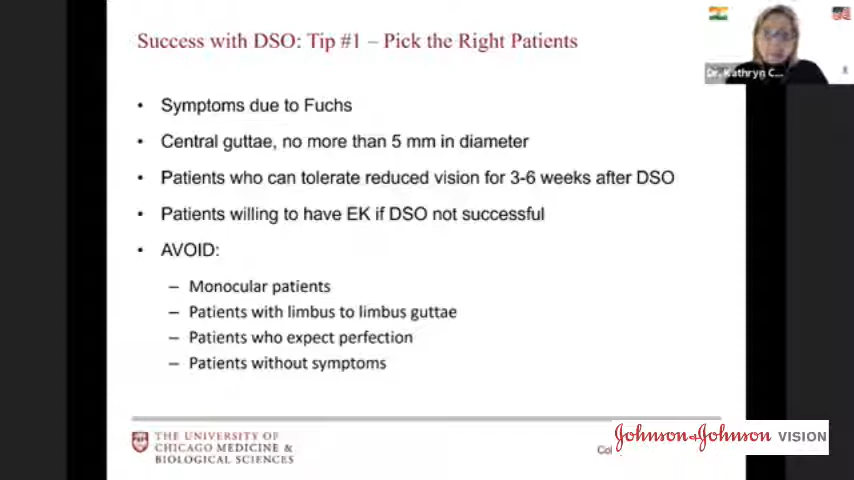 Success with DSO: Tip #1 – Pick the Right Patients
Dr. Kathryn C...
• Symptoms due to Fuchs
• Central guttae, no more than 5 mm in diameter
• Patients who can tolerate reduced vision for 3-6 weeks after DSO
• Patients willing to have EK if DSO not successful
• AVOID:
– Monocular patients
– Patients with limbus to limbus guttae
– Patients who expect perfection
– Patients without symptoms
THE UNIVERSITY OF
CHICAGO MEDICINE &
BIOLOGICAL SCIENCES
Johnson & Johnson VISION